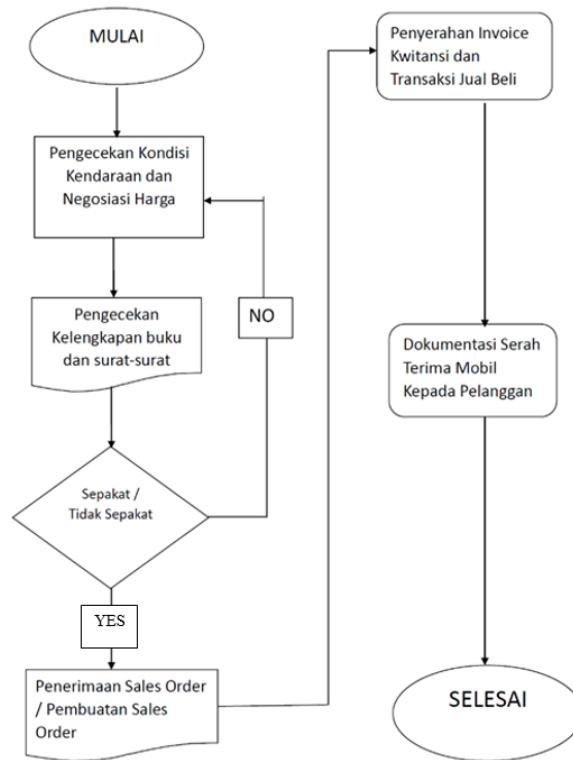 MULAI
Pengecekan Kondisi
Kendaraan dan
Negosiasi Harga
Pengecekan
Kelengkapan buku
dan surat-surat
NO
Sepakat /
Tidak Sepakat
YES
Penerimaan Sales Order
/ Pembuatan Sales
Order
Penyerahan Invoice
Kwitansi dan
Transaksi Jual Beli
Dokumentasi Serah
Terima Mobil
Kepada Pelanggan
SELESAI